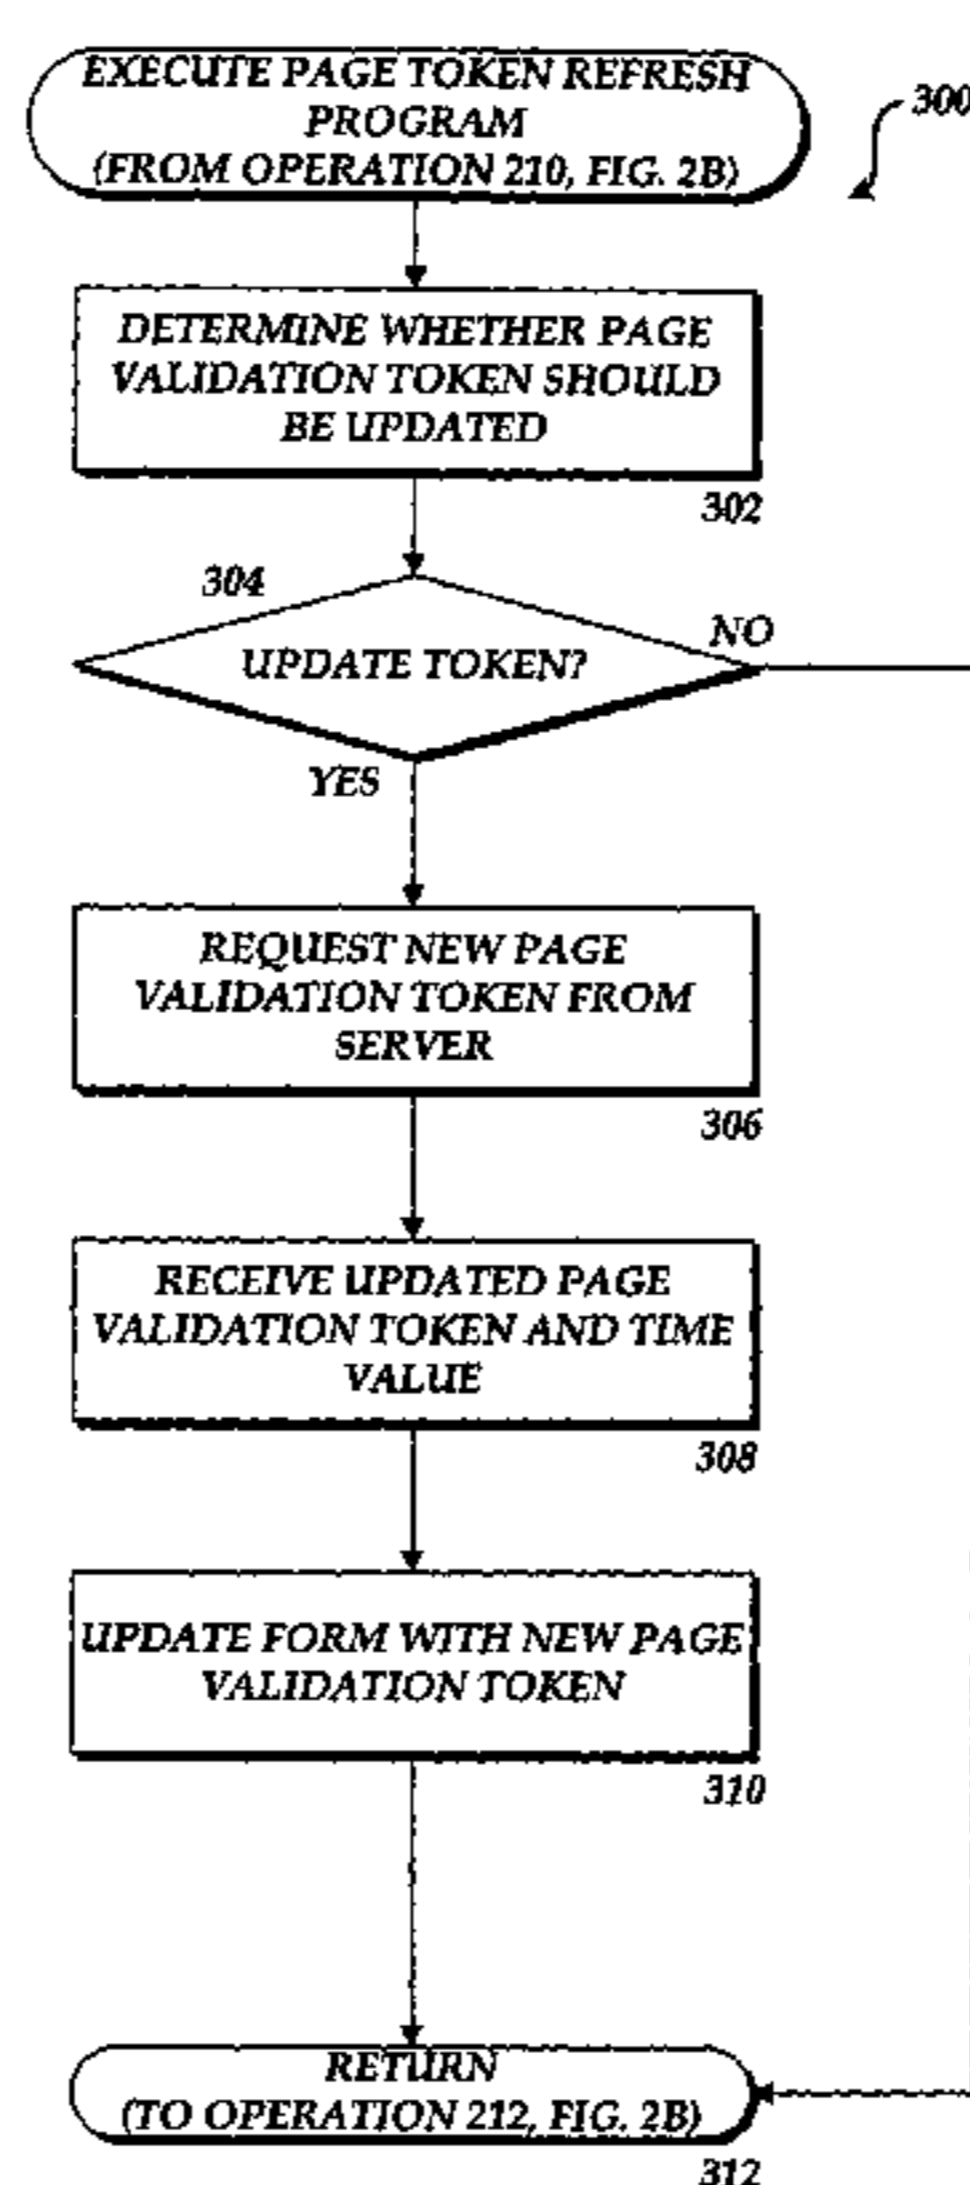 EXECUTE PAGE TOKEN REFRESH
PROGRAM
(FROM OPERATION 210, FIG. 2B)
300
DETERMINE WHETHER PAGE
VALIDATION TOKEN SHOULD
BE UPDATED
302
304
NO
UPDATE TOKEN?
YES
REQUEST NEW PAGE
VALIDATION TOKEN FROM
SERVER
306
RECEIVE UPDATED PAGE
VALIDATION TOKEN AND TIME
VALUE
308
UPDATE FORM WITH NEW PAGE
VALIDATION TOKEN
310
RETURN
(TO OPERATION 212, FIG. 2B)
312